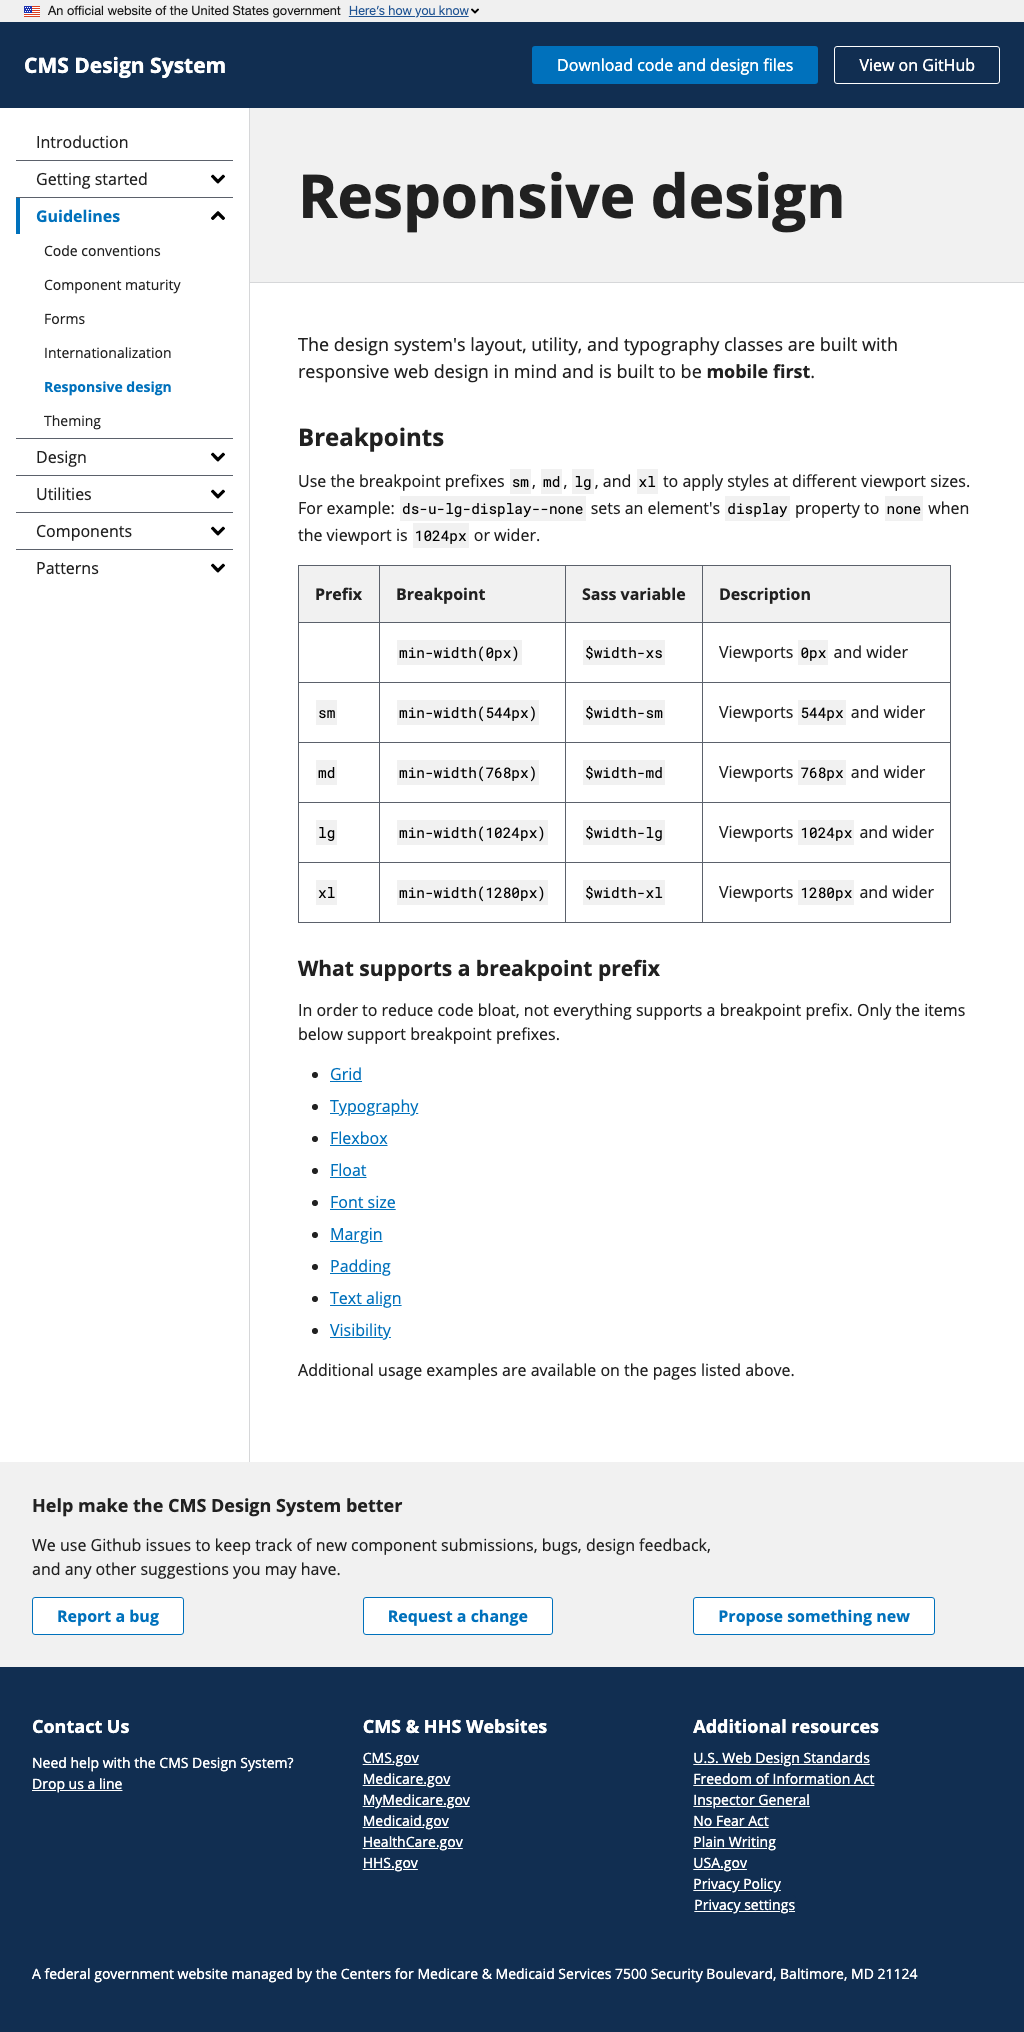 An official website of the United States government Here's how you know
CMS Design System
Download code and design files
View on GitHub
Introduction
Getting started
Guidelines
Code conventions
Component maturity
Forms
Internationalization
Responsive design
Theming
Design
Utilities
Components
Patterns
Responsive design
The design system's layout, utility, and typography classes are built with
responsive web design in mind and is built to be mobile first.
Breakpoints
Use the breakpoint prefixes sm, md, lg, and xl to apply styles at different viewport sizes.
For example: ds-u-lg-display--none sets an element's display property to none when
the viewport is 1024px or wider.
Prefix Breakpoint Sass variable Description
min-width(0px) $width-xs Viewports 0px and wider
sm min-width(544px) $width-sm Viewports 544px and wider
md min-width(768px) $width-md Viewports 768px and wider
lg min-width(1024px) $width-lg Viewports 1024px and wider
xl min-width(1280px) $width-xl Viewports 1280px and wider
What supports a breakpoint prefix
In order to reduce code bloat, not everything supports a breakpoint prefix. Only the items
below support breakpoint prefixes.
Grid
Typography
Flexbox
Float
Font size
Margin
Padding
Text align
Visibility
Additional usage examples are available on the pages listed above.
Help make the CMS Design System better
We use Github issues to keep track of new component submissions, bugs, design feedback,
and any other suggestions you may have.
Report a bug
Request a change
Propose something new
Contact Us
Need help with the CMS Design System?
Drop us a line
CMS & HHS Websites
CMS.gov
Medicare.gov
MyMedicare.gov
Medicaid.gov
HealthCare.gov
HHS.gov
Additional resources
U.S. Web Design Standards
Freedom of Information Act
Inspector General
No Fear Act
Plain Writing
USA.gov
Privacy Policy
Privacy settings
A federal government website managed by the Centers for Medicare & Medicaid Services 7500 Security Boulevard, Baltimore, MD 21124